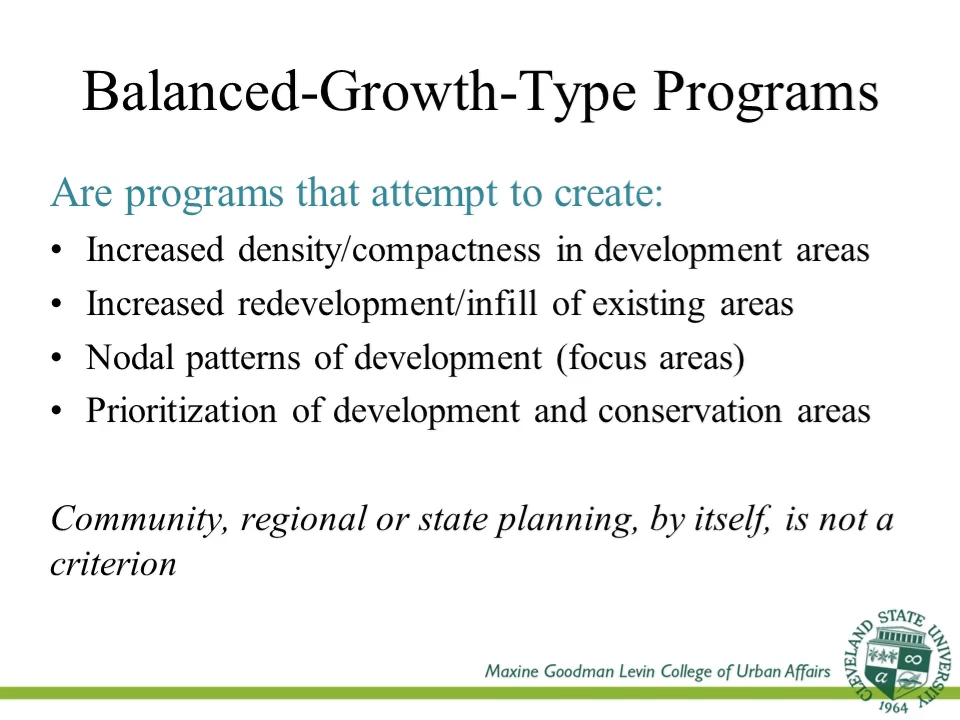 Balanced-Growth-Type Programs
Are programs that attempt to create:
• Increased density/compactness in development areas
• Increased redevelopment/infill of existing areas
• Nodal patterns of development (focus areas)
• Prioritization of development and conservation areas
Community, regional or state planning, by itself, is not a
criterion
Maxine Goodman Levin College of Urban Affairs
CLEVELAND STATE UNIVERSITY
1964